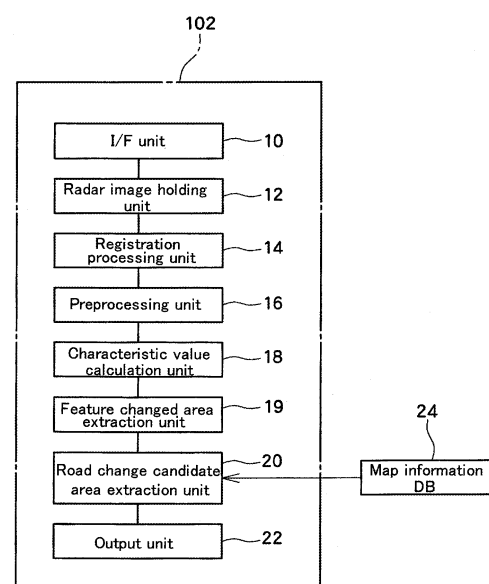 102
I/F unit
10
Radar image holding
unit
12
Registration
processing unit
14
Preprocessing unit
16
Characteristic value
calculation unit
18
Feature changed area
extraction unit
19
Road change candidate
area extraction unit
20
24
Map information
DB
Output unit
22